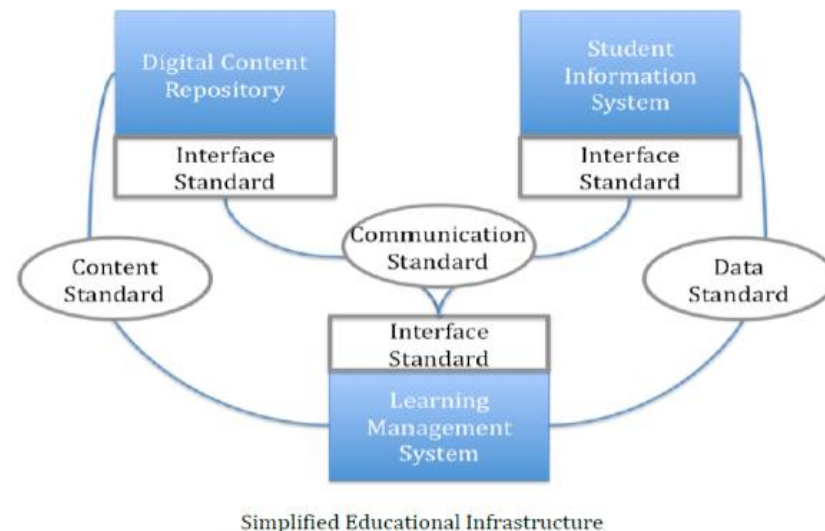 Digital Content
Repository
Student
Information
System
Interface
Standard
Interface
Standard
Communication
Standard
Content
Standard
Data
Standard
Interface
Standard
Learning
Management
System
Simplified Educational Infrastructure